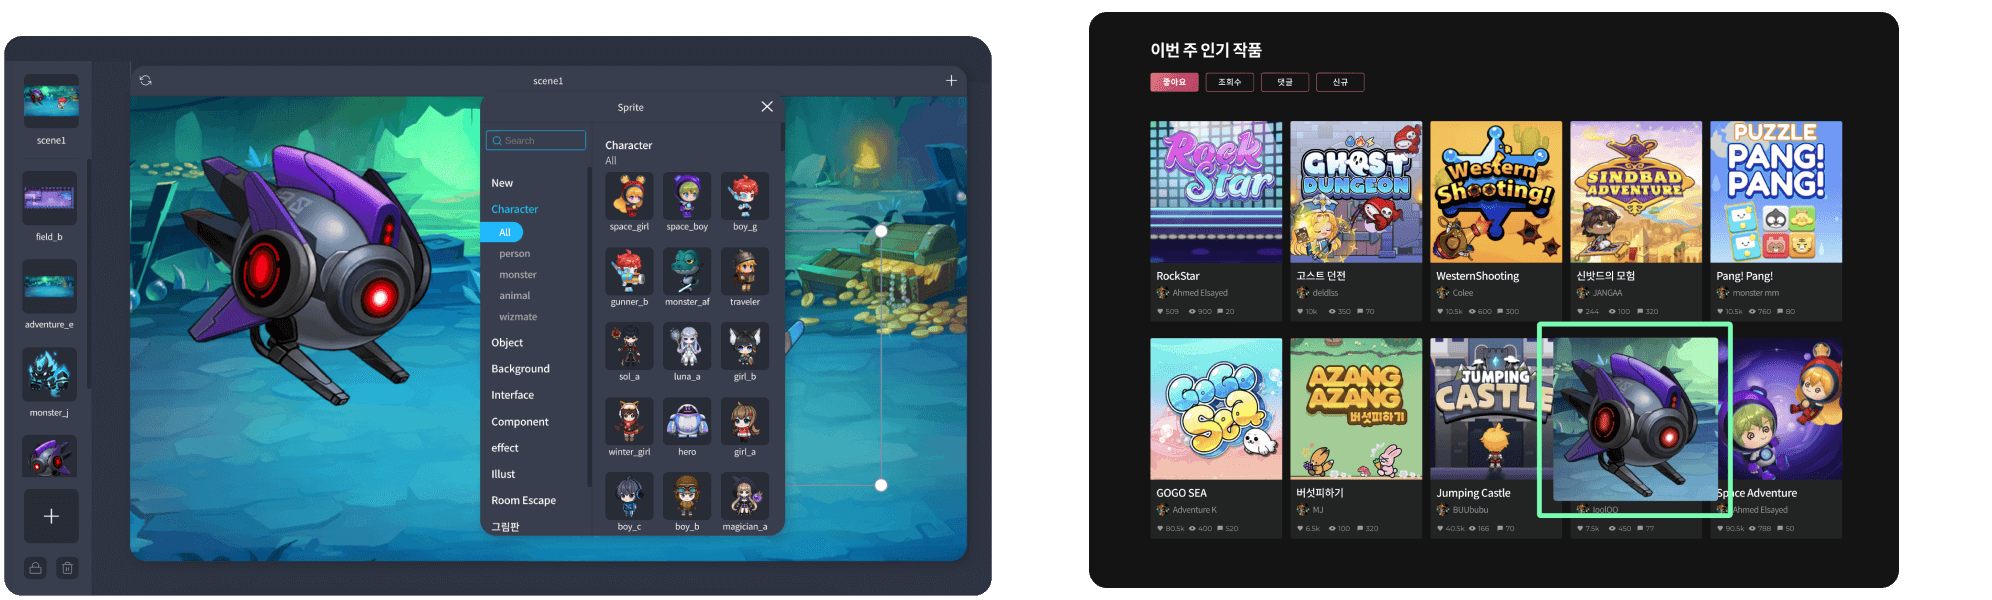 scene1
scene1
field_b
adventure_e
monster_j
Sprite
Search
New
Character
All
person
monster
animal
wizmate
Object
Background
Interface
Component
effect
Illust
Room Escape
그림판
Character
All
space_girl space_boy boy_g
gunner_b monster_af traveler
sol_a luna_a girl_b
winter_girl hero girl_a
boy_c boy_b magician_a
이번 주 인기 작품
좋아요 조회수 댓글 신규
Rock Star
GHOST DUNGEON
Western Shooting!
SINDBAD ADVENTURE
PUZZLE PANG! PANG!
RockStar
Ahmed Elsayed
509 900 20
고스트 던전
deldlss
10k 350 70
WesternShooting
Colee
10.5k 600 300
신밧드의 모험
JANGAA
244 100 320
Pang! Pang!
monster mm
10.5k 760 80
GOGO SEA
AZANG AZANG
버섯피하기
JUMPING CASTLE
GOGO SEA
Adventure K
80.5k 400 520
버섯피하기
MJ
6.5k 100 320
Jumping Castle
BUUbubu
40.5k 166 70
7.5k 450 77
Space Adventure
Ahmed Elsayed
90.5k 788 50